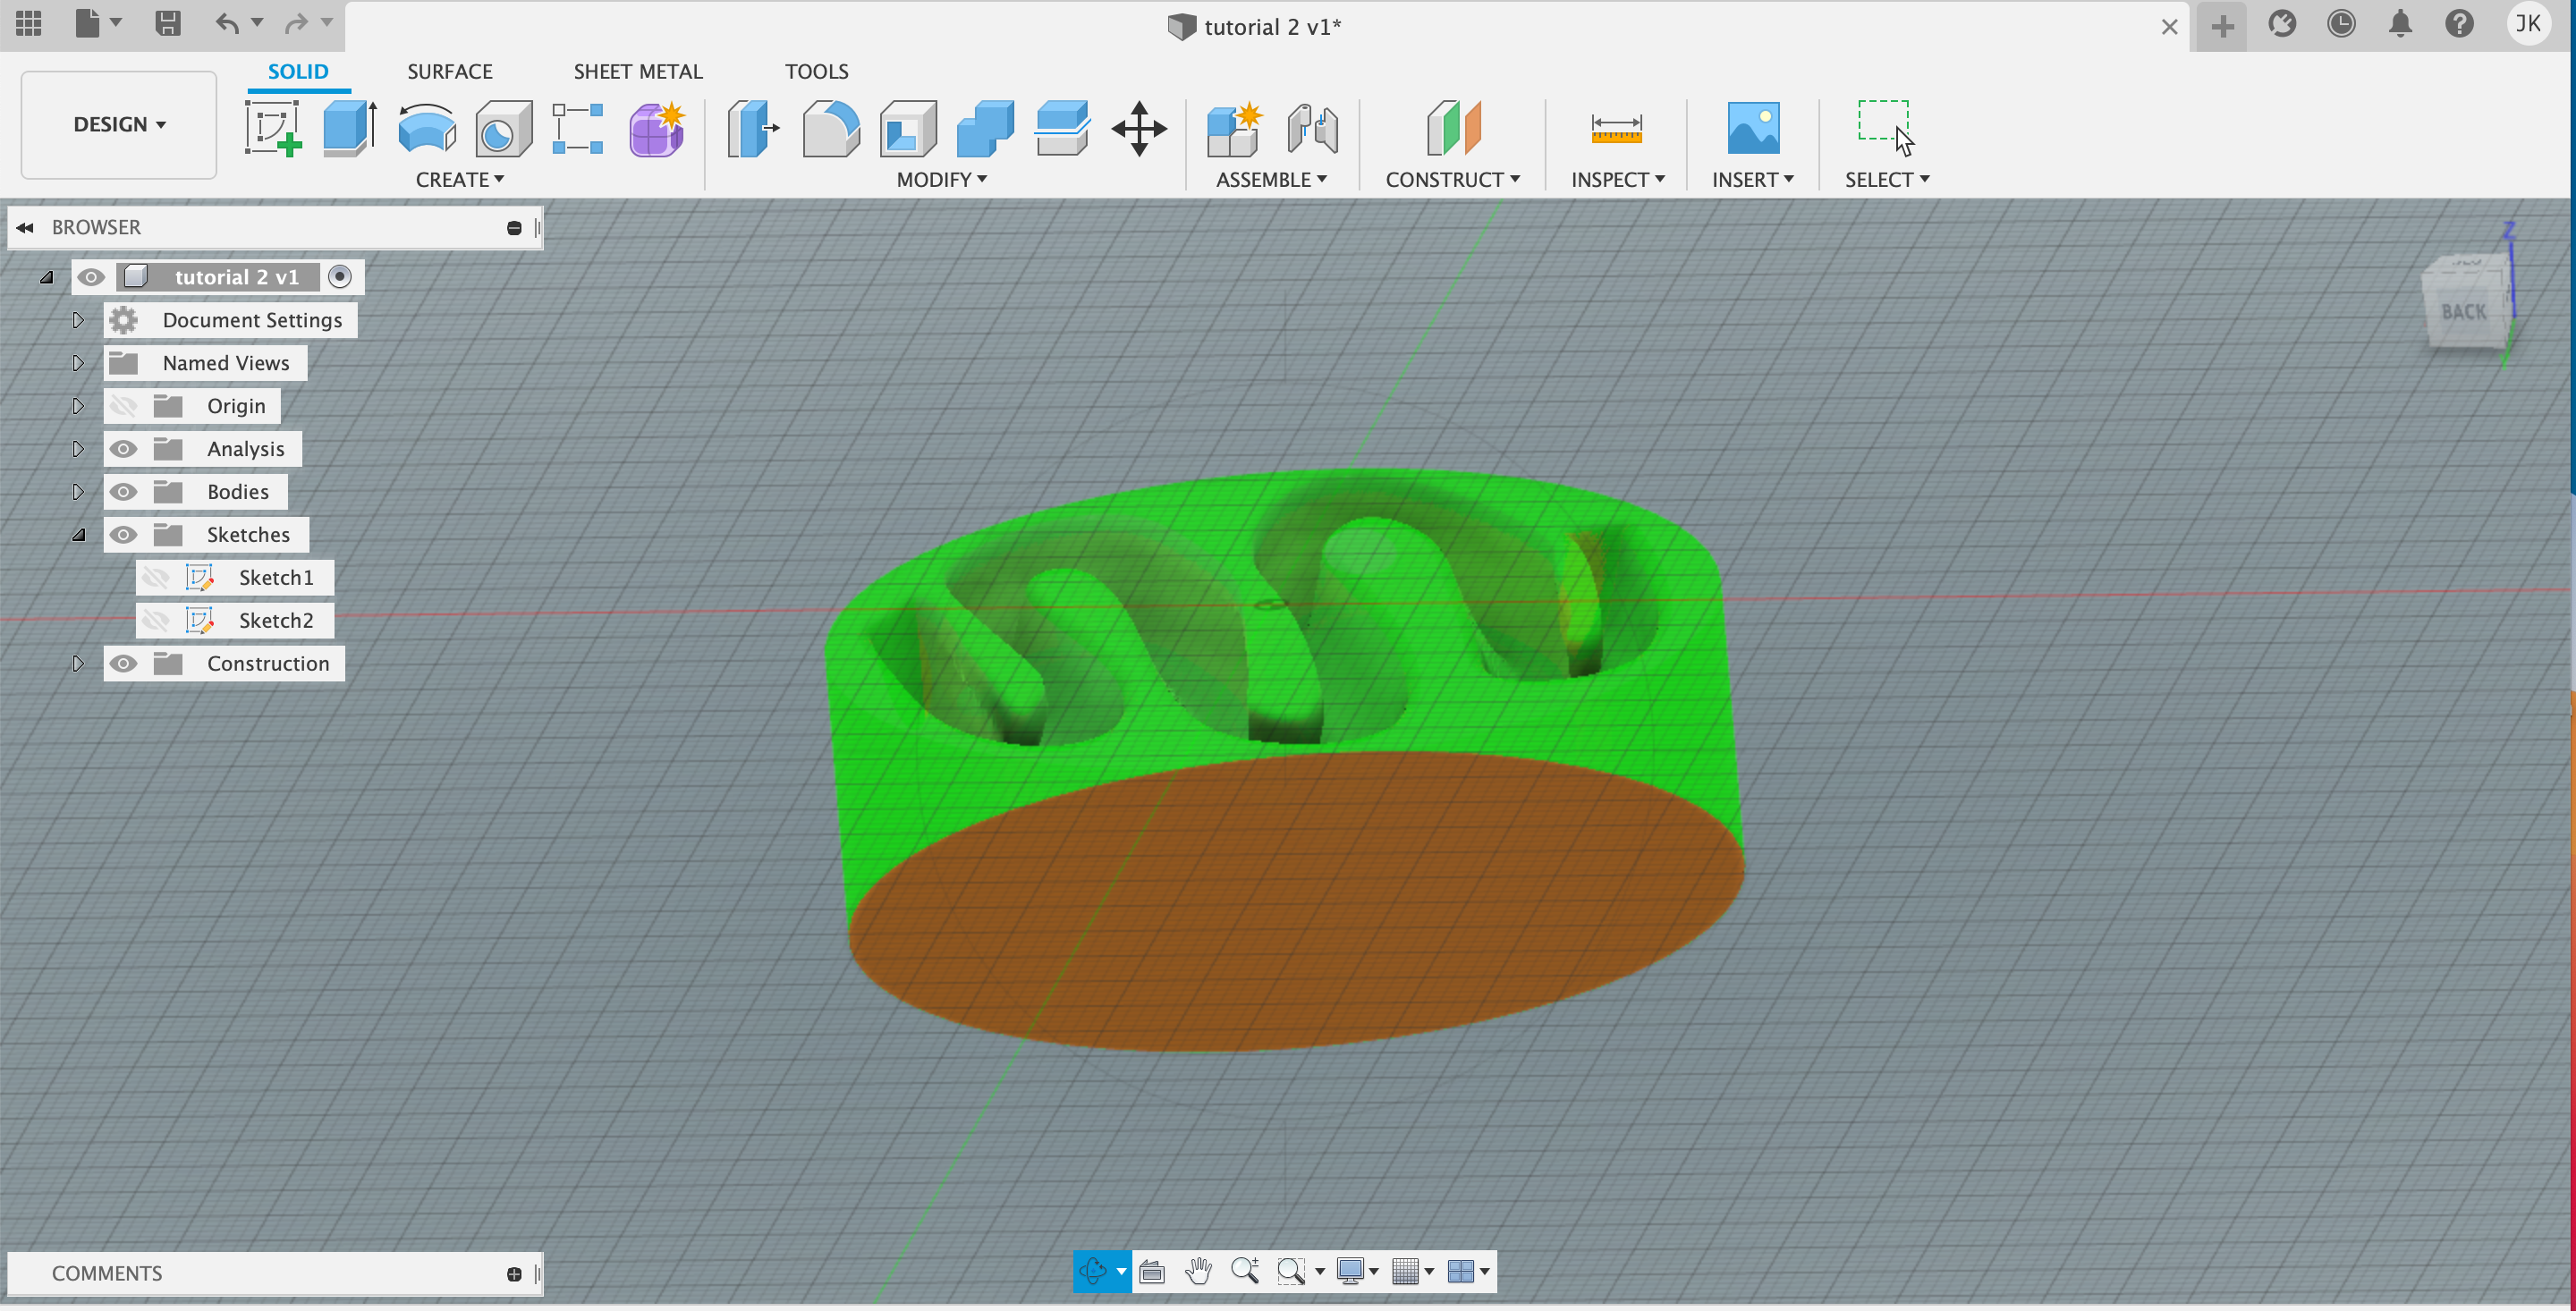 tutorial 2 v1*
JK
SOLID SURFACE SHEET METAL TOOLS
DESIGN
CREATE MODIFY ASSEMBLE CONSTRUCT INSPECT INSERT SELECT
BROWSER
tutorial 2 v1
Document Settings
Named Views
Origin
Analysis
Bodies
Sketches
Sketch1
Sketch2
Construction
Z
BACK
Y
COMMENTS